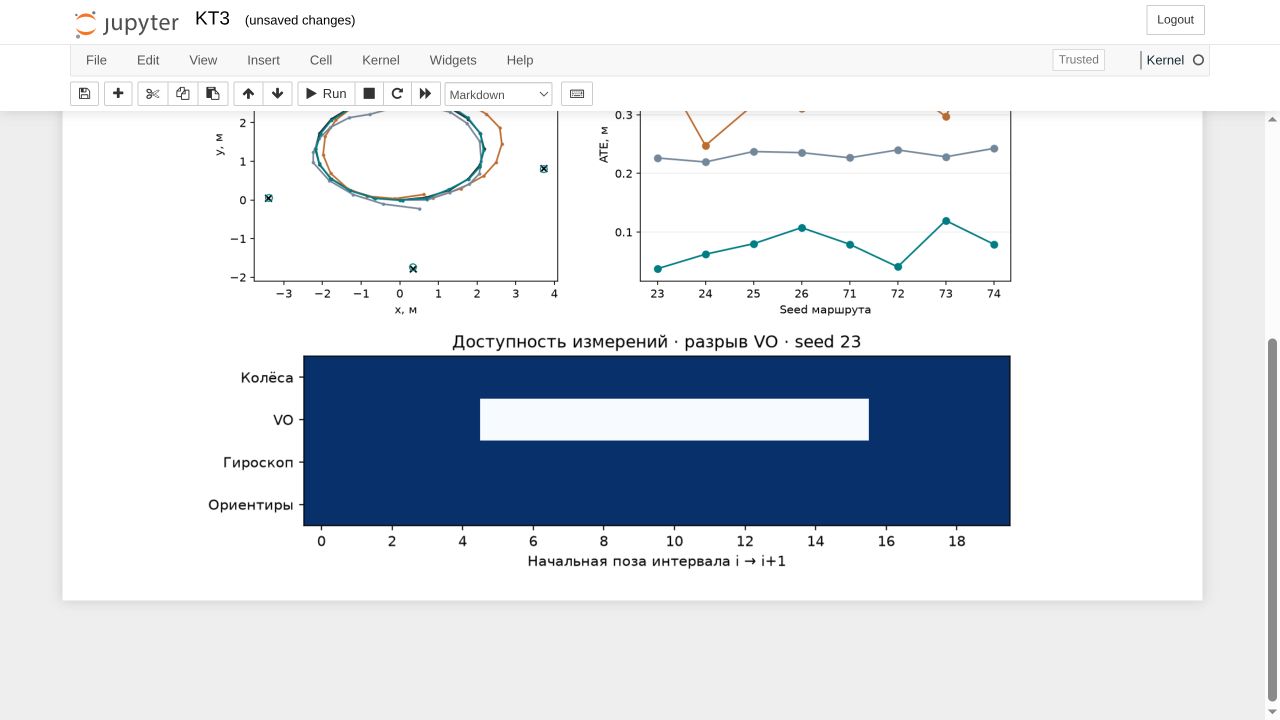 jupyter KT3 (unsaved changes) Logout
File Edit View Insert Cell Kernel Widgets Help Trusted Kernel
Run Markdown
2
1
0
−1
−2
y, м
−3 −2 −1 0 1 2 3 4
x, м
0.3
0.2
0.1
ATE, м
23 24 25 26 71 72 73 74
Seed маршрута
Доступность измерений · разрыв VO · seed 23
Колёса
VO
Гироскоп
Ориентиры
0 2 4 6 8 10 12 14 16 18
Начальная поза интервала i → i+1